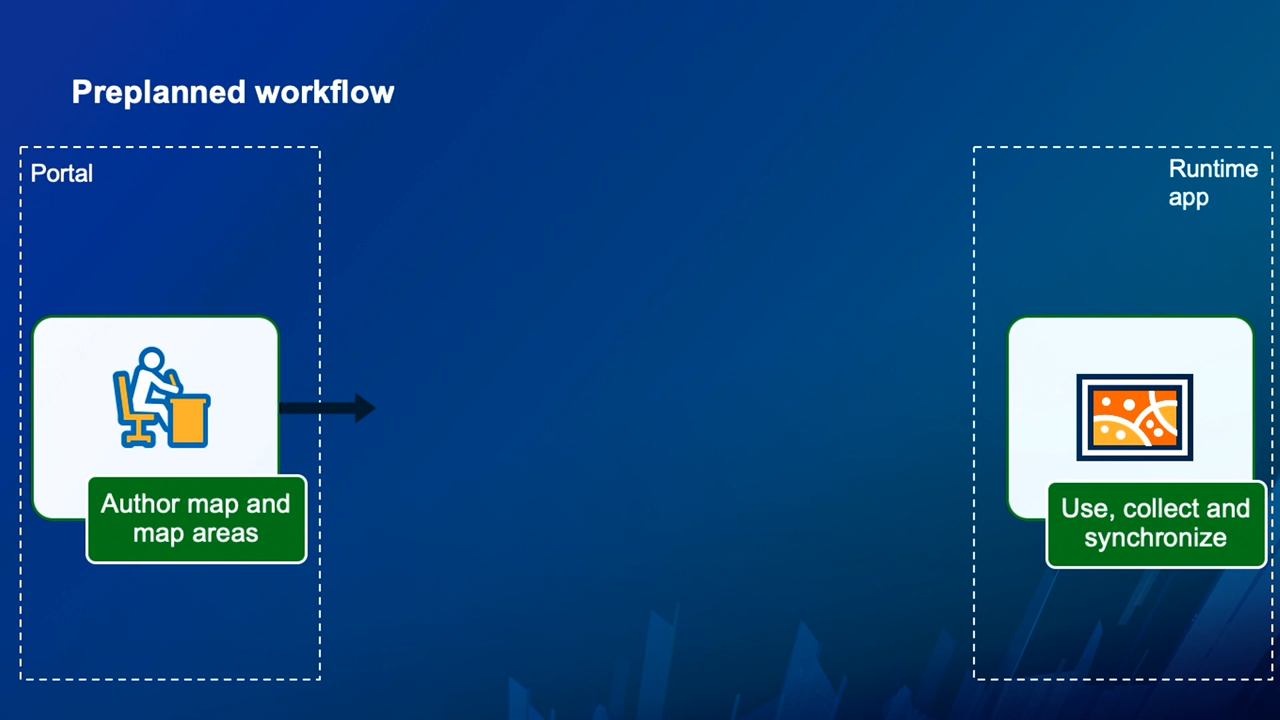 Preplanned workflow
Portal
Runtime
app
Author map and
map areas
Use, collect and
synchronize